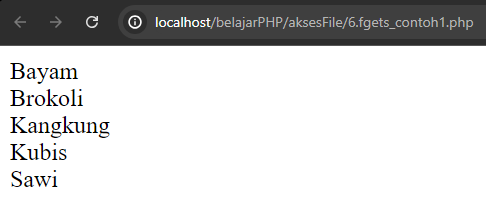 localhost/belajarPHP/aksesFile/6.fgets_contoh1.php
Bayam
Brokoli
Kangkung
Kubis
Sawi